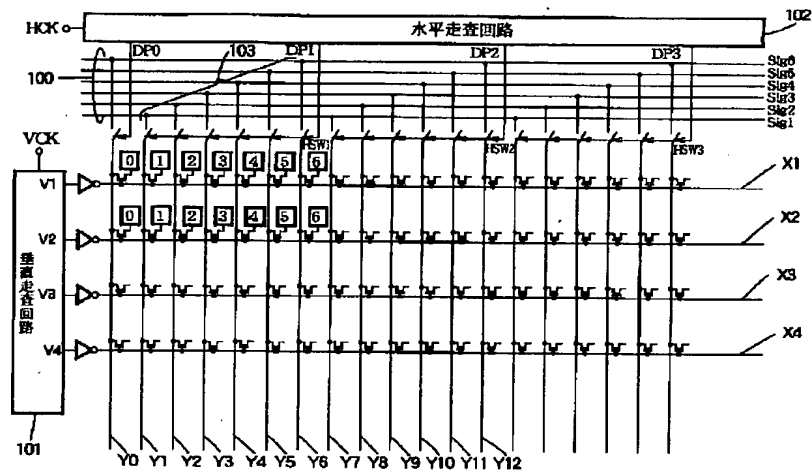 HCK 水平走查回路 102
103 DP0 DP1 DP2 DP3
100
Sig6
Sig5
Sig4
Sig3
Sig2
Sig1
VCK
HSW1 HSW2 HSW3
0 1 2 3 4 5 6
V1 X1
0 1 2 3 4 5 6
V2 X2
垂直走查回路
V3 X3
V4 X4
101
Y0 Y1 Y2 Y3 Y4 Y5 Y6 Y7 Y8 Y9 Y10 Y11 Y12